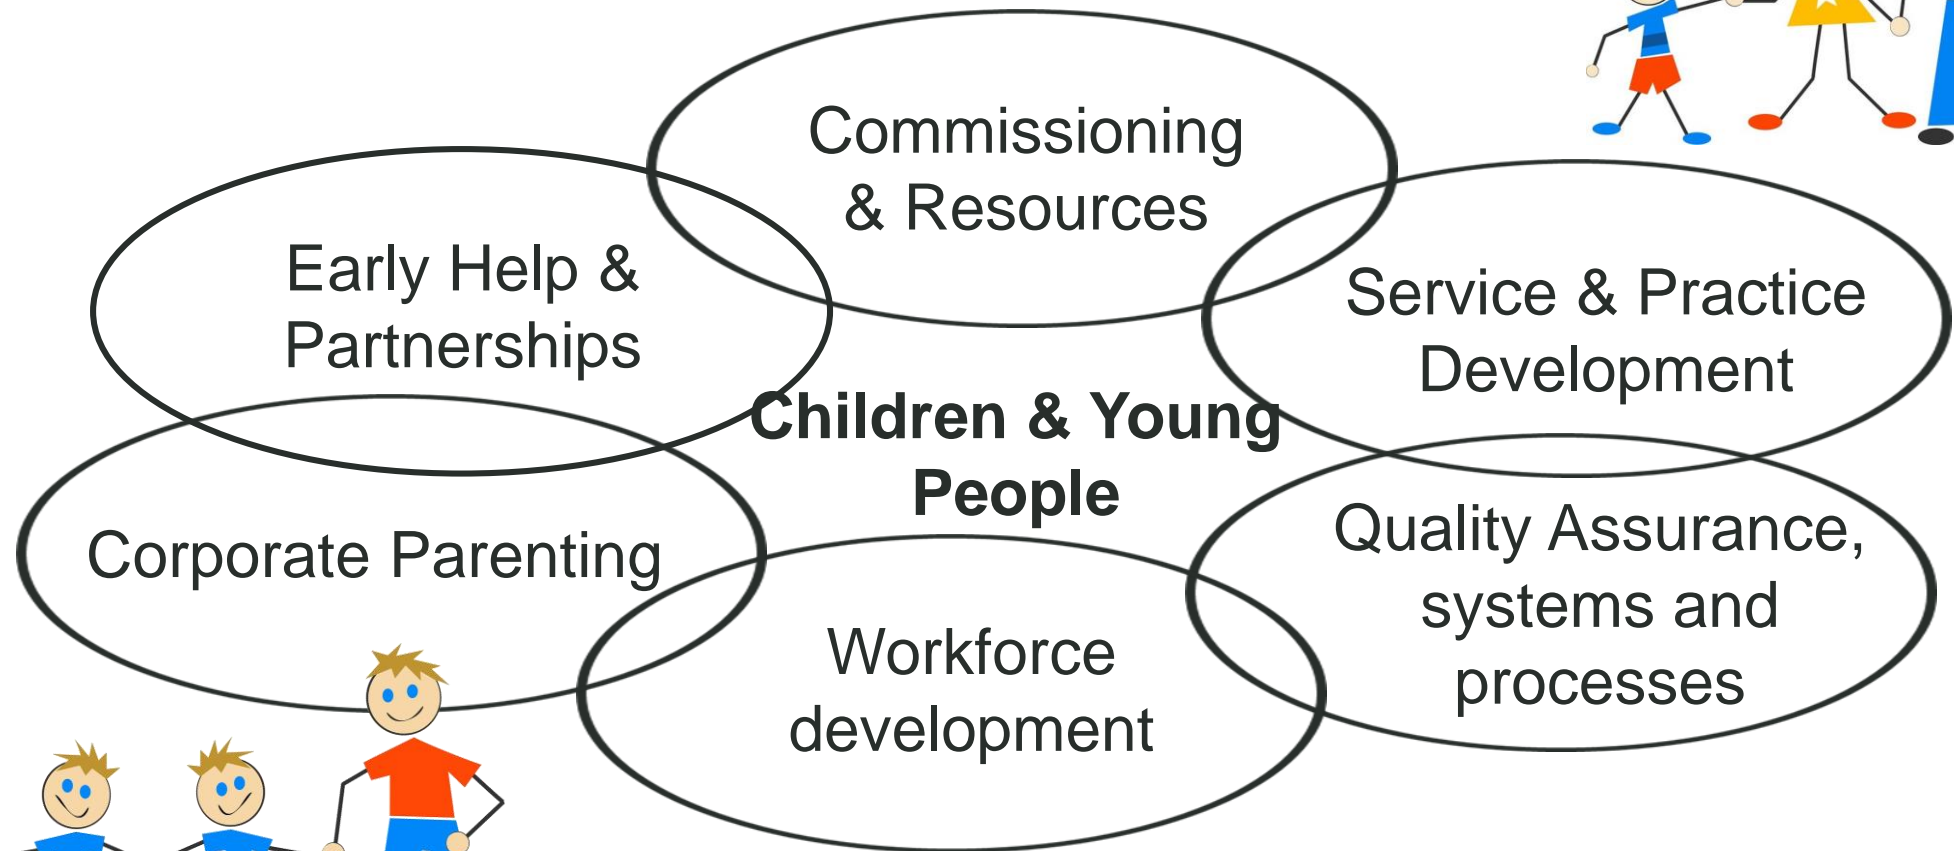 Commissioning
& Resources
Early Help &
Partnerships
Service & Practice
Development
Children & Young
People
Corporate Parenting
Quality Assurance,
systems and
processes
Workforce
development